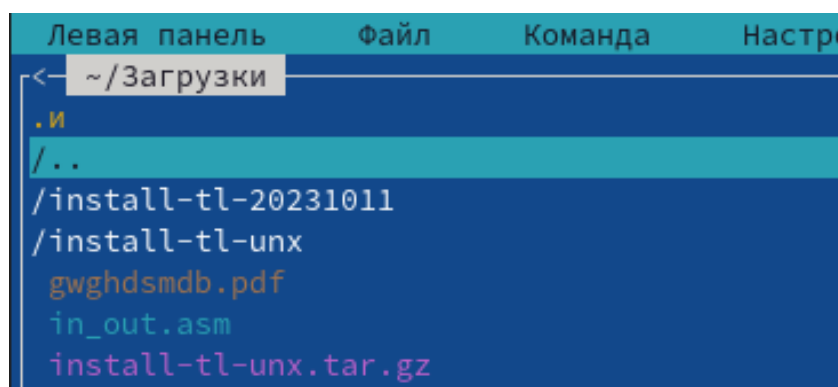 Левая панель Файл Команда Настро
<- ~/Загрузки
.и
/..
/install-tl-20231011
/install-tl-unx
gwghdsmdb.pdf
in_out.asm
install-tl-unx.tar.gz